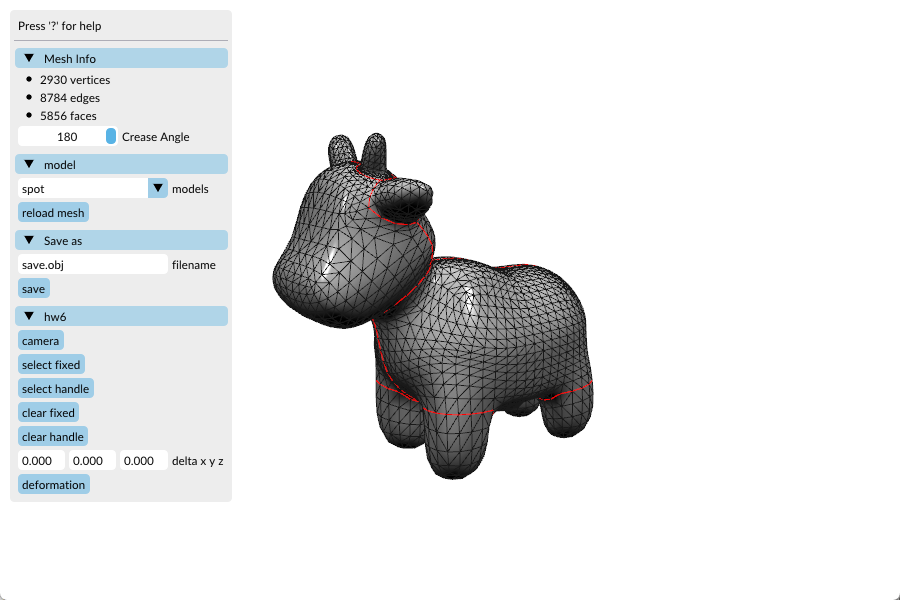 Press '?' for help
Mesh Info
2930 vertices
8784 edges
5856 faces
180 Crease Angle
model
spot models
reload mesh
Save as
save.obj filename
save
hw6
camera
select fixed
select handle
clear fixed
clear handle
0.000 0.000 0.000 delta x y z
deformation